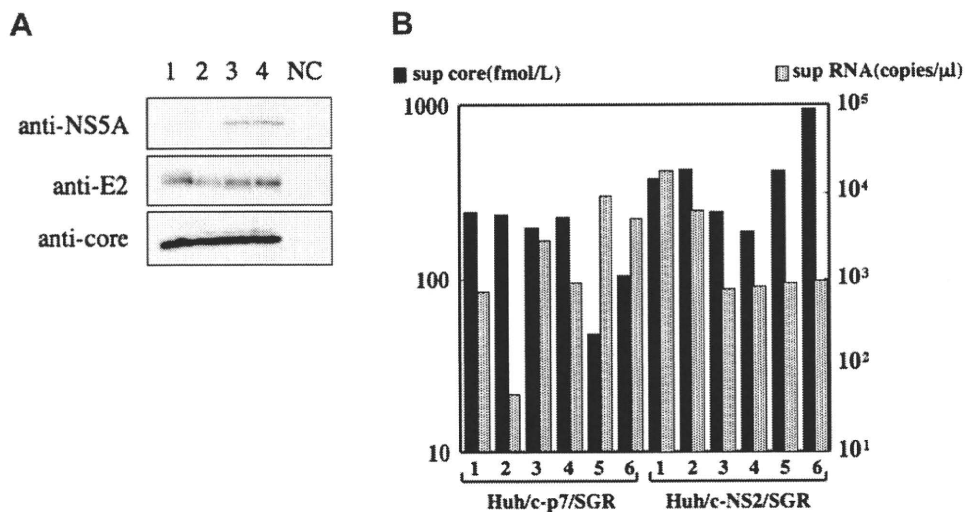 A
1 2 3 4 NC
anti-NS5A
anti-E2
anti-core
B
sup core(fmol/L)
sup RNA(copies/µl)
1000
100
10
10⁵
10⁴
10³
10²
10¹
1 2 3 4 5 6 1 2 3 4 5 6
Huh/c-p7/SGR Huh/c-NS2/SGR